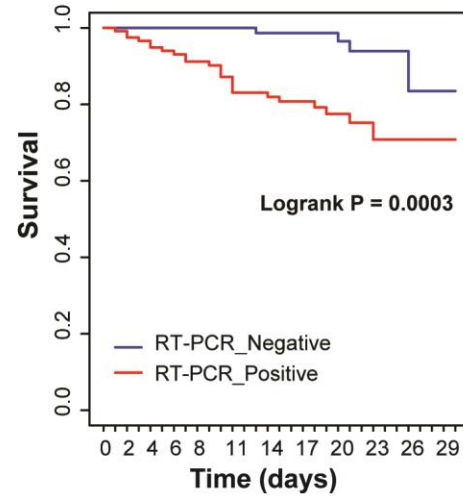 Survival
1.0
0.8
0.6
0.4
0.2
0.0
Logrank P = 0.0003
RT-PCR_Negative
RT-PCR_Positive
0 2 4 6 8 11 14 17 20 23 26 29
Time (days)